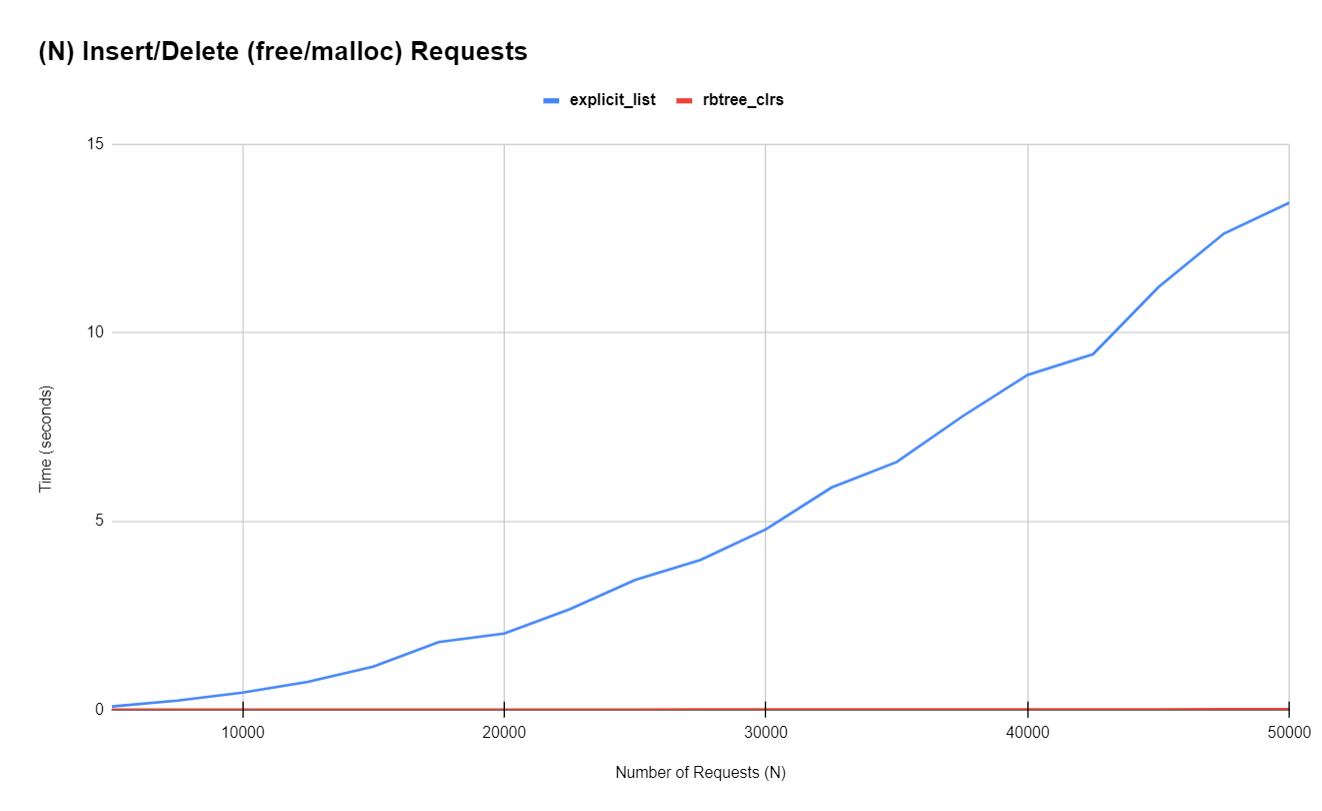 (N) Insert/Delete (free/malloc) Requests
explicit_list rbtree_clrs
15
10
5
0
Time (seconds)
10000 20000 30000 40000 50000
Number of Requests (N)